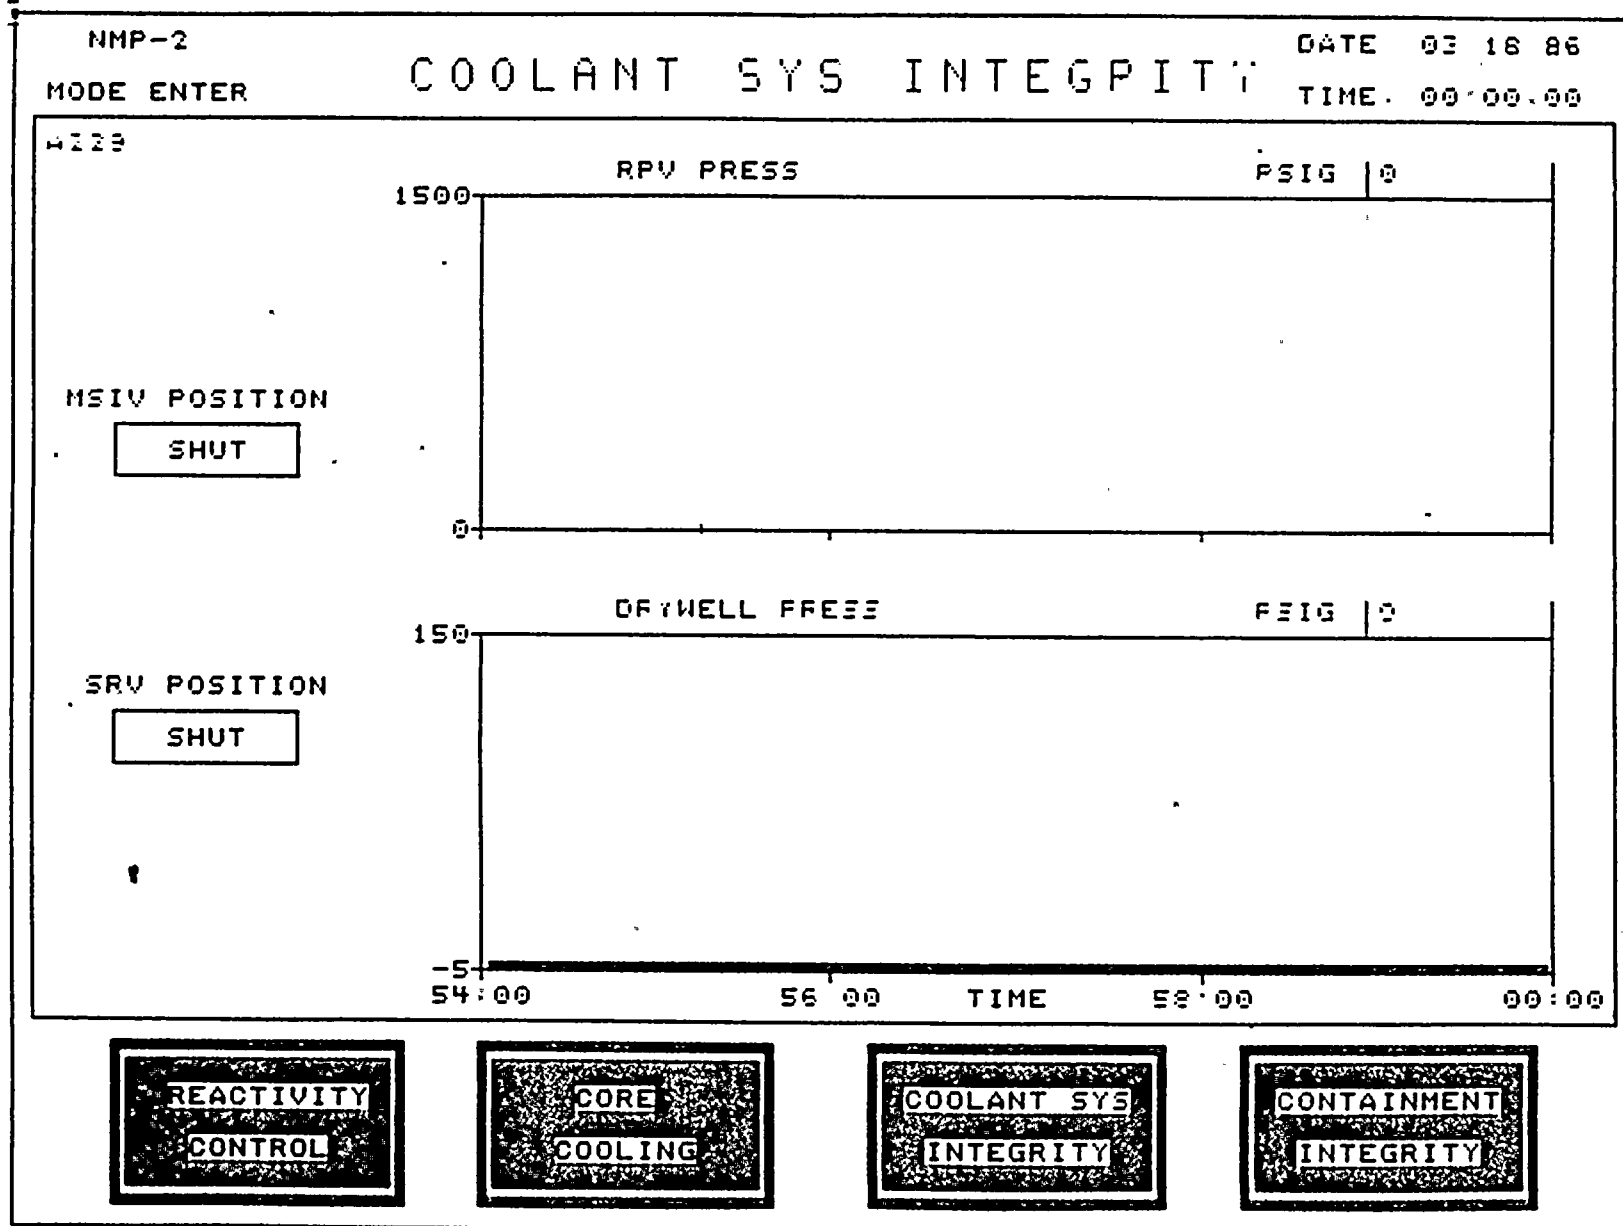 NMP-2
COOLANT SYS INTEGRITY
DATE 03 18 86
MODE ENTER
TIME. 00:00:00
RPV PRESS PSIG 0
1500
MSIV POSITION
SHUT
0
DRYWELL PRESS PSIG 0
150
SRV POSITION
SHUT
-5
54:00 56:00 TIME 58:00 00:00
REACTIVITY
CONTROL
CORE
COOLING
COOLANT SYS
INTEGRITY
CONTAINMENT
INTEGRITY